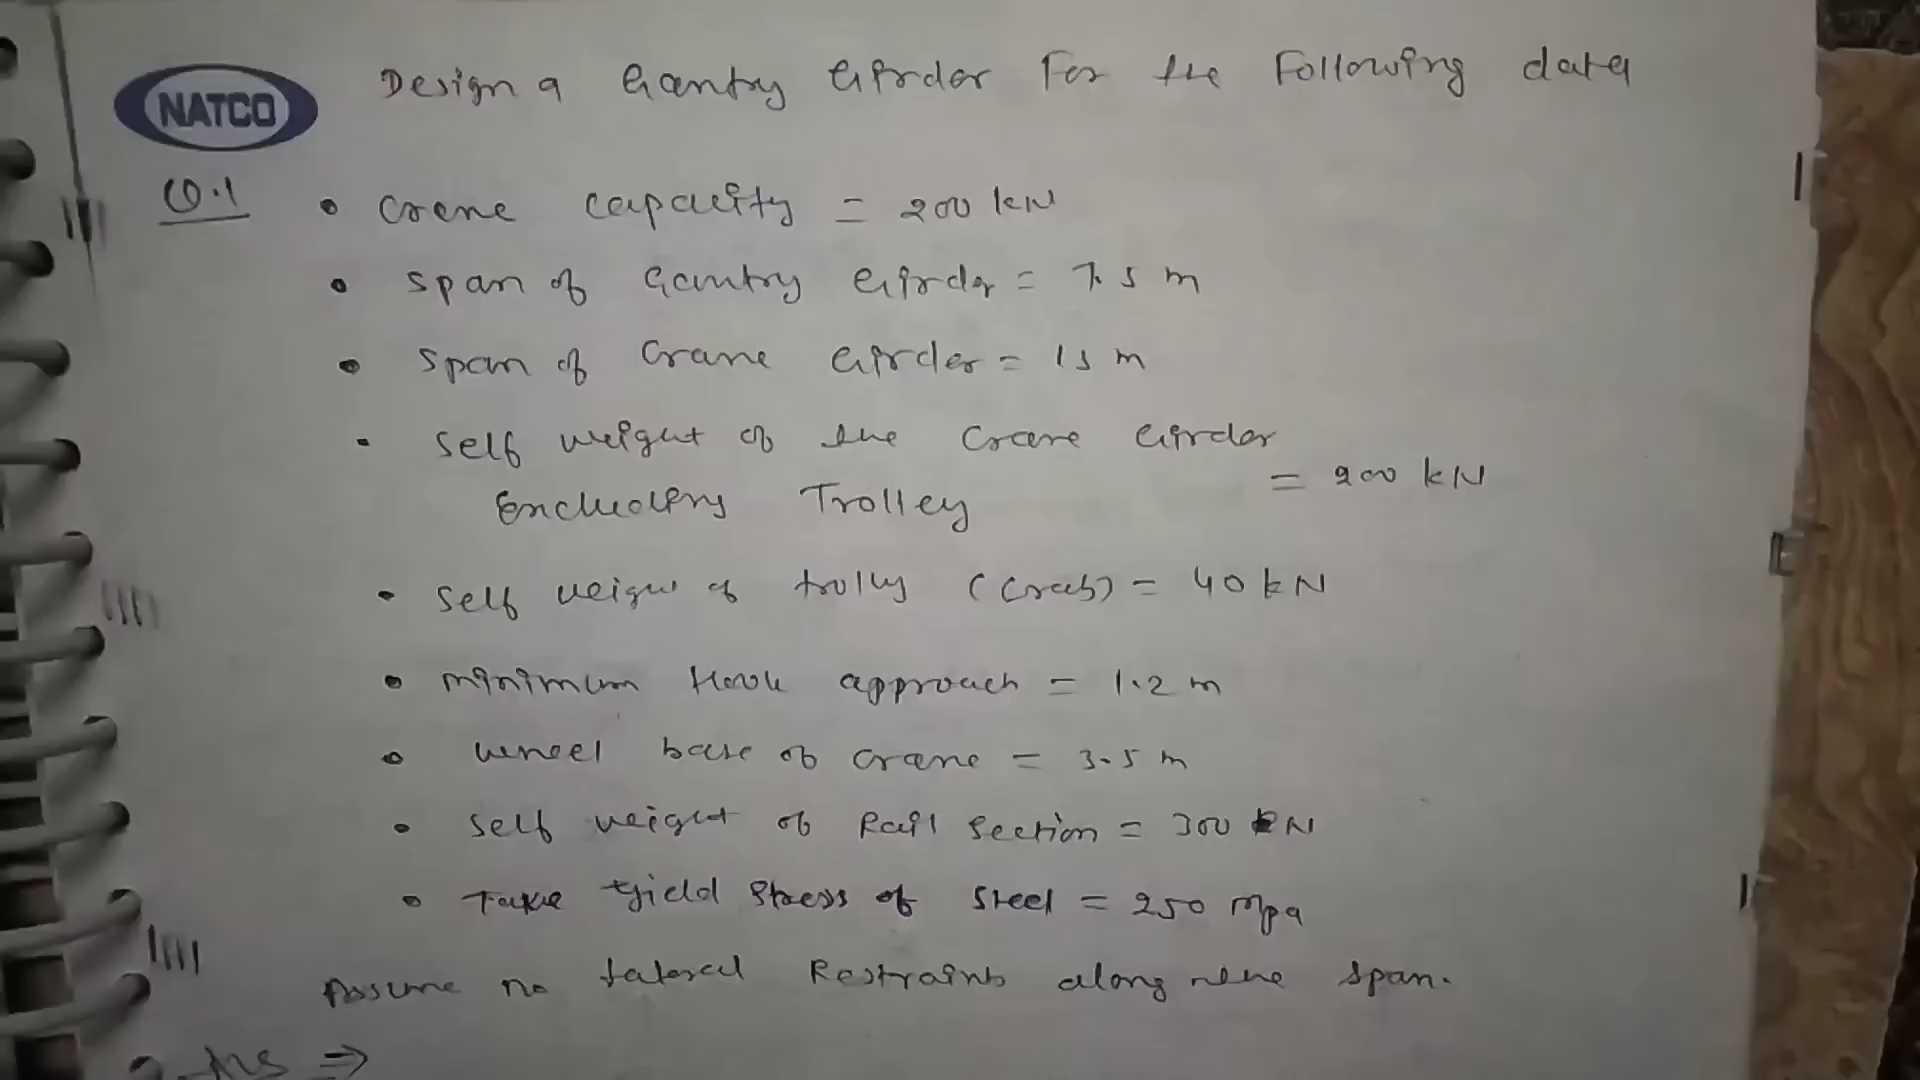 Design a Gantry Girder For the Following data
NATCO
Q.1 • Crane capacity = 200 kN
• Span of Gantry Girder = 7.5 m
• Span of Crane Girder = 15 m
• Self weight of the Crane Girder
= 200 kN
Excluding Trolley
• Self weight of trolly (Crab) = 40 kN
• minimum Hook approach = 1.2 m
• wheel base of crane = 3.5 m
• Self weight of Rail Section = 300 kN
• Take yield stress of Steel = 250 mpa
Assume no lateral Restraints along the span.
Ans ⇒